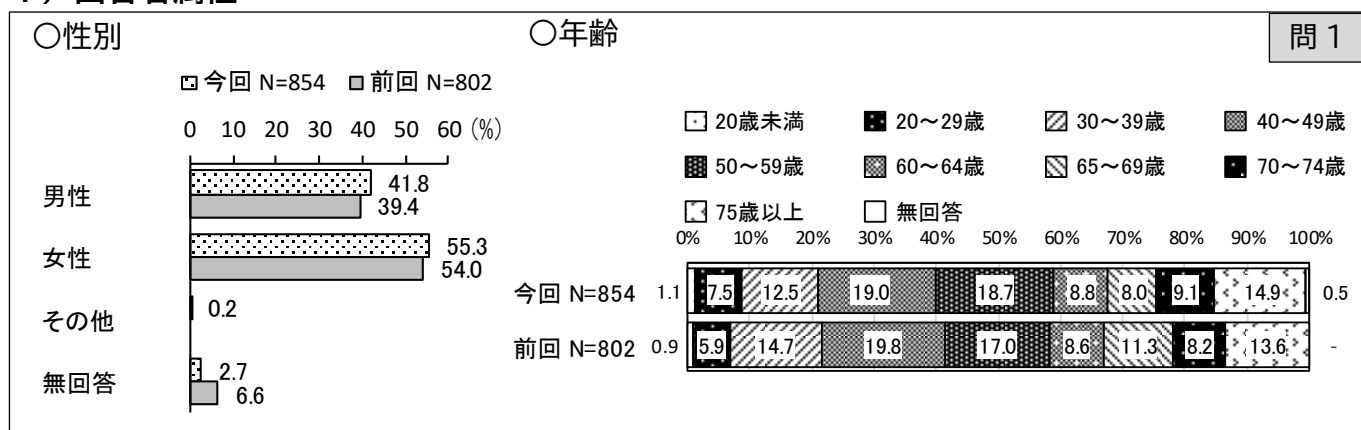 ○性別
○年齢
問１
今回 N=854 前回 N=802
0 10 20 30 40 50 60 (%)
男性
41.8
39.4
女性
55.3
54.0
その他
0.2
無回答
2.7
6.6
20歳未満 20～29歳 30～39歳 40～49歳
50～59歳 60～64歳 65～69歳 70～74歳
75歳以上 無回答
0% 10% 20% 30% 40% 50% 60% 70% 80% 90% 100%
今回 N=854 1.1 7.5 12.5 19.0 18.7 8.8 8.0 9.1 14.9 0.5
前回 N=802 0.9 5.9 14.7 19.8 17.0 8.6 11.3 8.2 13.6 -